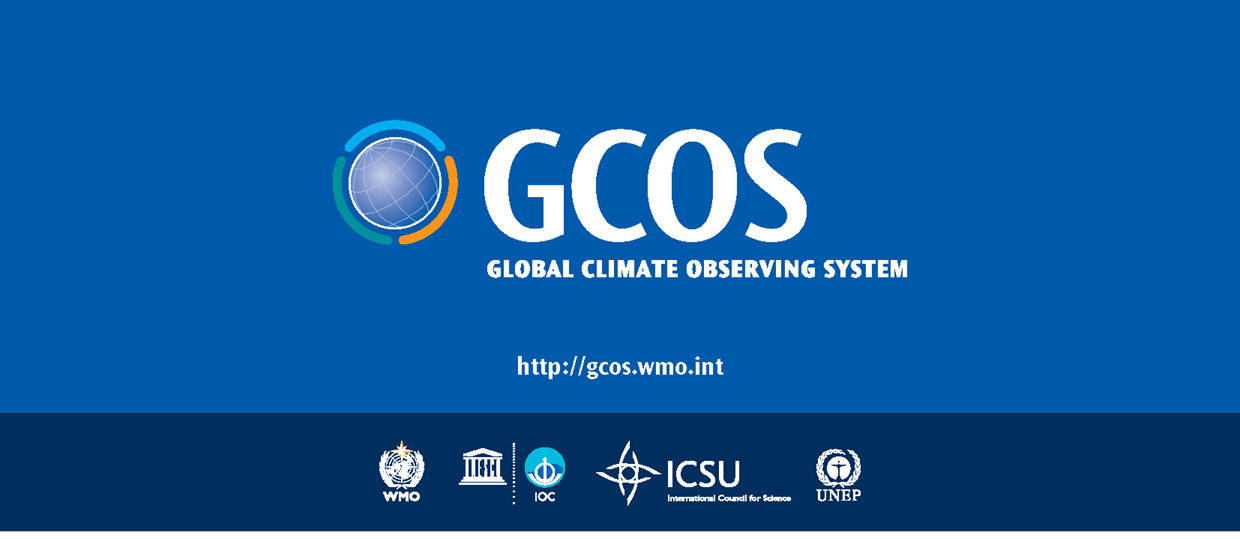 GCOS
GLOBAL CLIMATE OBSERVING SYSTEM
http://gcos.wmo.int
WMO
IOC
ICSU
International Council for Science
UNEP